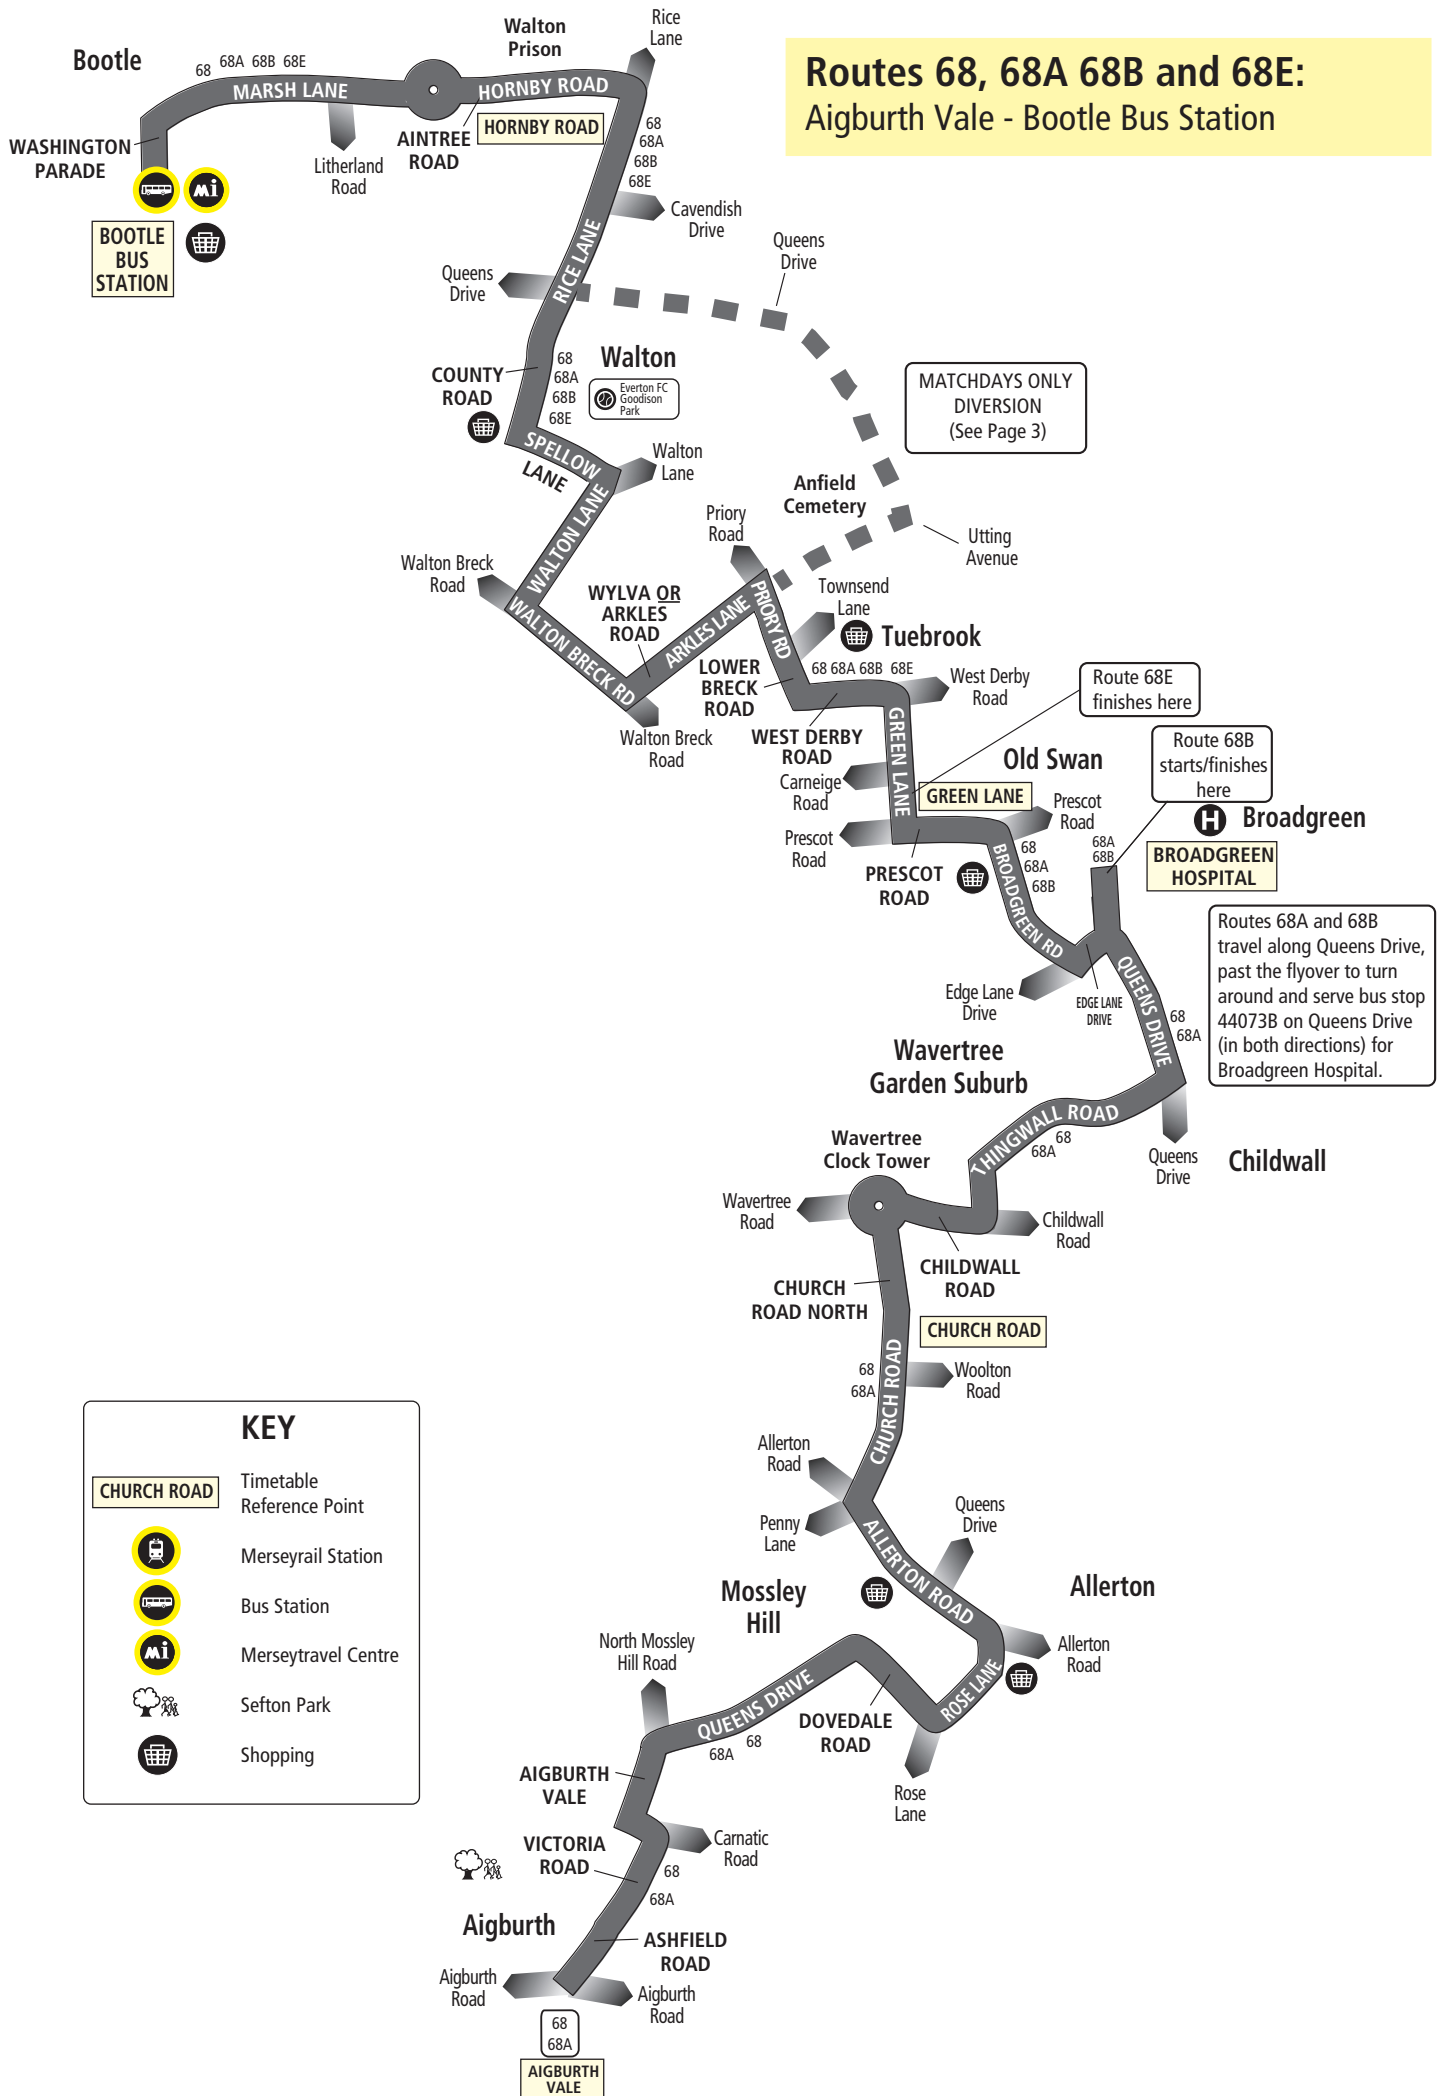 Routes 68, 68A 68B and 68E:
Aigburth Vale - Bootle Bus Station
Bootle
68
68A 68B 68E
MARSH LANE
WASHINGTON
PARADE
BOOTLE
BUS
STATION
Mi
Litherland
Road
AINTREE
ROAD
HORNBY ROAD
HORNBY ROAD
Walton
Prison
Rice
Lane
68
68A
68B
68E
Cavendish
Drive
RICE LANE
Queens
Drive
Queens
Drive
COUNTY
ROAD
68
68A
68B
68E
Walton
Everton FC
Goodison
Park
MATCHDAYS ONLY
DIVERSION
(See Page 3)
SPELLOW
LANE
Walton
Lane
WALTON LANE
Anfield
Cemetery
Utting
Avenue
Priory
Road
Walton Breck
Road
WALTON BRECK RD
WYLVA OR
ARKLES
ROAD
ARKLES LANE
PRIORY RD
Townsend
Lane
Tuebrook
Walton Breck
Road
LOWER
BRECK
ROAD
68 68A 68B 68E
West Derby
Road
WEST DERBY
ROAD
GREEN LANE
Route 68E
finishes here
Carneige
Road
GREEN LANE
Old Swan
Route 68B
starts/finishes
here
H
Broadgreen
BROADGREEN
HOSPITAL
Prescot
Road
Prescot
Road
PRESCOT
ROAD
BROADGREEN RD
68
68A
68B
68A
68B
Edge Lane
Drive
EDGE LANE
DRIVE
QUEENS DRIVE
68
68A
Routes 68A and 68B
travel along Queens Drive,
past the flyover to turn
around and serve bus stop
44073B on Queens Drive
(in both directions) for
Broadgreen Hospital.
Wavertree
Garden Suburb
THINGWALL ROAD
68
68A
Queens
Drive
Childwall
Wavertree
Clock Tower
Wavertree
Road
Childwall
Road
CHILDWALL
ROAD
CHURCH
ROAD NORTH
CHURCH ROAD
CHURCH ROAD
68
68A
Woolton
Road
Allerton
Road
Penny
Lane
ALLERTON ROAD
Queens
Drive
Allerton
Mossley
Hill
Allerton
Road
ROSE LANE
Rose
Lane
DOVEDALE
ROAD
QUEENS DRIVE
68A
68
North Mossley
Hill Road
AIGBURTH
VALE
Carnatic
Road
VICTORIA
ROAD
68
68A
Aigburth
ASHFIELD
ROAD
Aigburth
Road
Aigburth
Road
68
68A
AIGBURTH
VALE
KEY
CHURCH ROAD
Timetable
Reference Point
Merseyrail Station
Bus Station
Mi
Merseytravel Centre
Sefton Park
Shopping